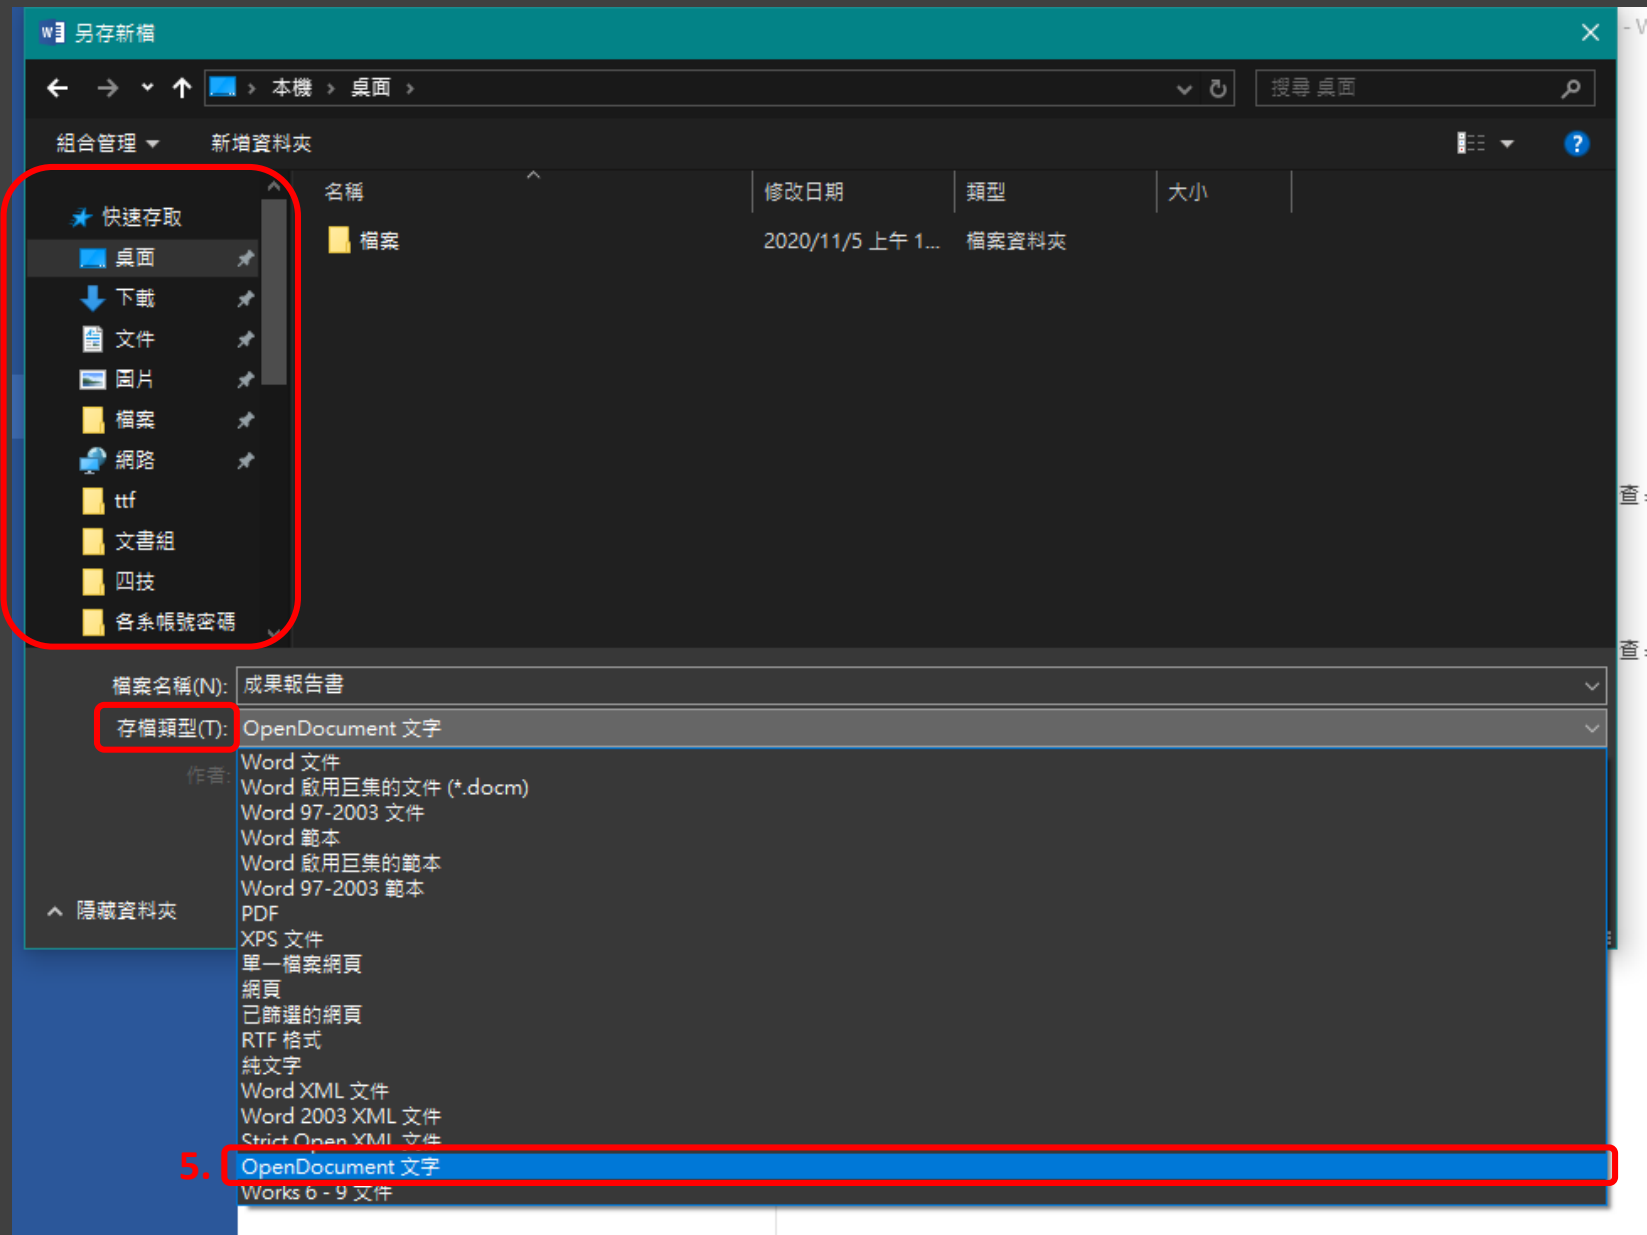 另存新檔
- W
本機 桌面
搜尋 桌面
組合管理 新增資料夾
名稱 修改日期 類型 大小
檔案 2020/11/5 上午 1... 檔案資料夾
快速存取
桌面
下載
文件
圖片
檔案
網路
ttf
文書組
四技
各系帳號密碼
查
查
檔案名稱(N): 成果報告書
存檔類型(T): OpenDocument 文字
作者:
Word 文件
Word 啟用巨集的文件 (*.docm)
Word 97-2003 文件
Word 範本
Word 啟用巨集的範本
Word 97-2003 範本
PDF
XPS 文件
單一檔案網頁
網頁
已篩選的網頁
RTF 格式
純文字
Word XML 文件
Word 2003 XML 文件
Strict Open XML 文件
5. OpenDocument 文字
Works 6 - 9 文件
隱藏資料夾